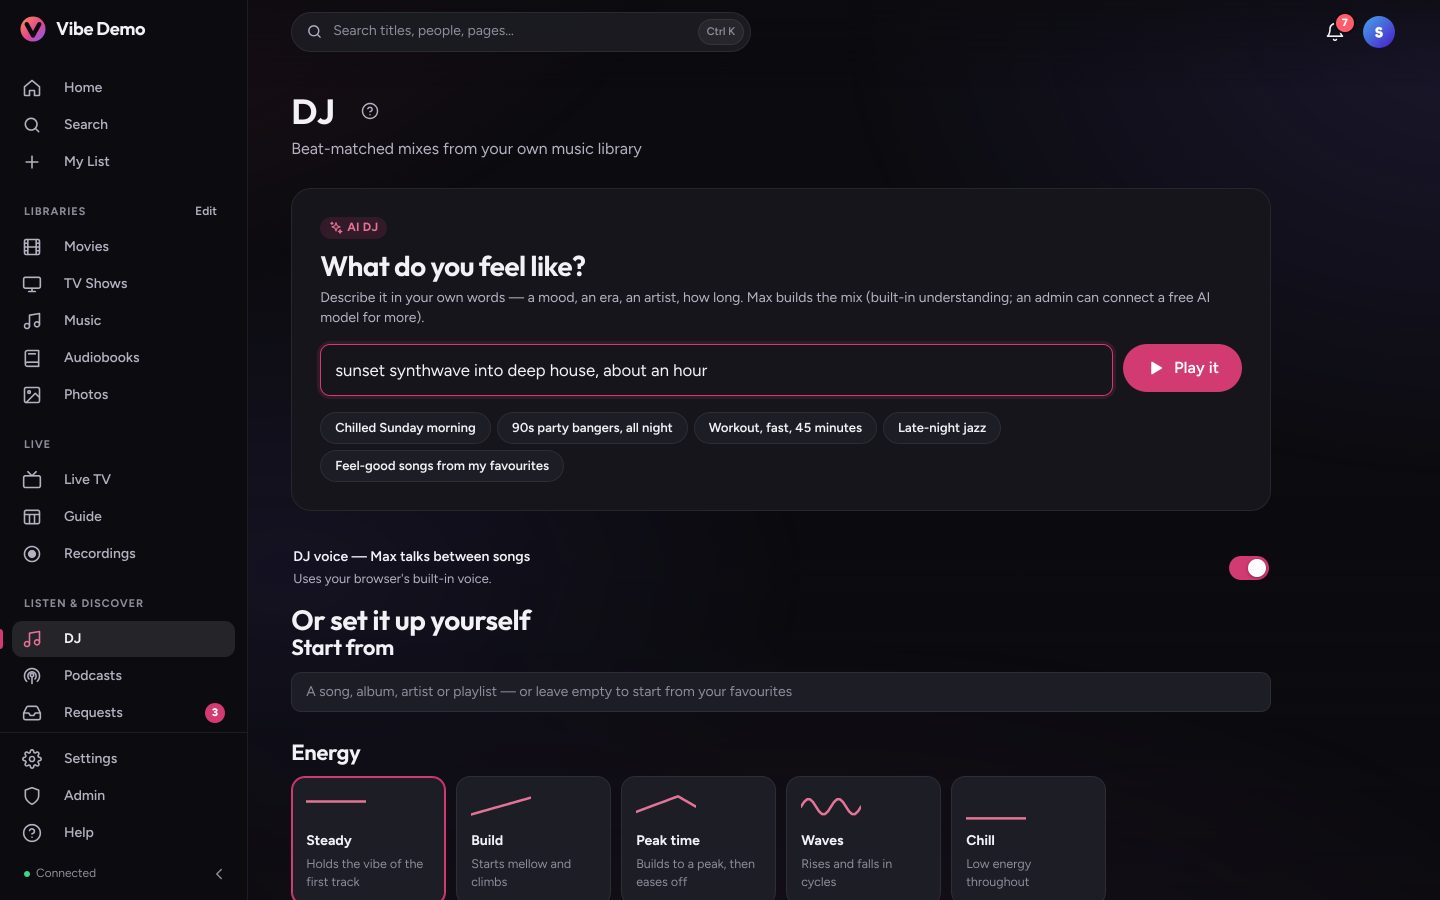 Vibe Demo
Search titles, people, pages...
Ctrl K
7
S
Home
Search
My List
LIBRARIES
Edit
Movies
TV Shows
Music
Audiobooks
Photos
LIVE
Live TV
Guide
Recordings
LISTEN & DISCOVER
DJ
Podcasts
Requests
3
Settings
Admin
Help
Connected
DJ
Beat-matched mixes from your own music library
AI DJ
What do you feel like?
Describe it in your own words — a mood, an era, an artist, how long. Max builds the mix (built-in understanding; an admin can connect a free AI
model for more).
sunset synthwave into deep house, about an hour
Play it
Chilled Sunday morning
90s party bangers, all night
Workout, fast, 45 minutes
Late-night jazz
Feel-good songs from my favourites
DJ voice — Max talks between songs
Uses your browser's built-in voice.
Or set it up yourself
Start from
A song, album, artist or playlist — or leave empty to start from your favourites
Energy
Steady
Holds the vibe of the
first track
Build
Starts mellow and
climbs
Peak time
Builds to a peak, then
eases off
Waves
Rises and falls in
cycles
Chill
Low energy
throughout